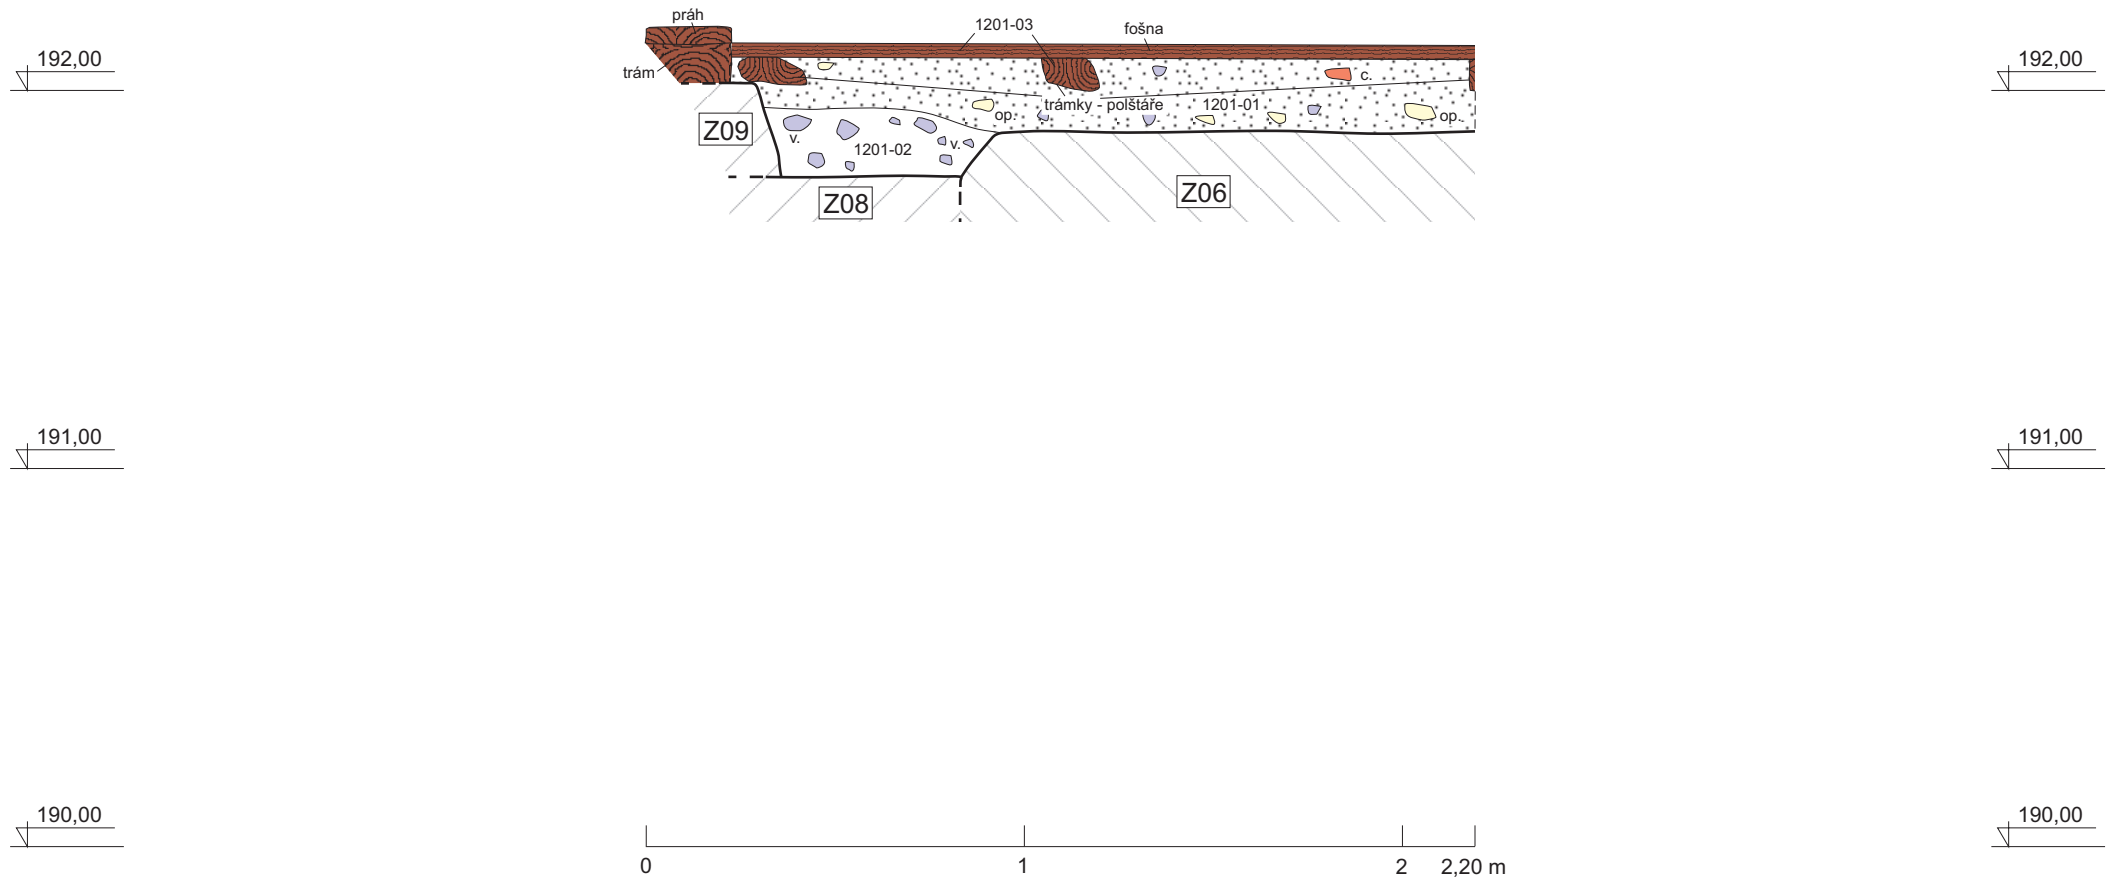 práh
1201-03
fošna
192,00
192,00
trám
c.
trámky - polštáře
1201-01
op.
op.
Z09
v.
1201-02
v.
Z08
Z06
191,00
191,00
190,00
190,00
0
1
2
2,20 m